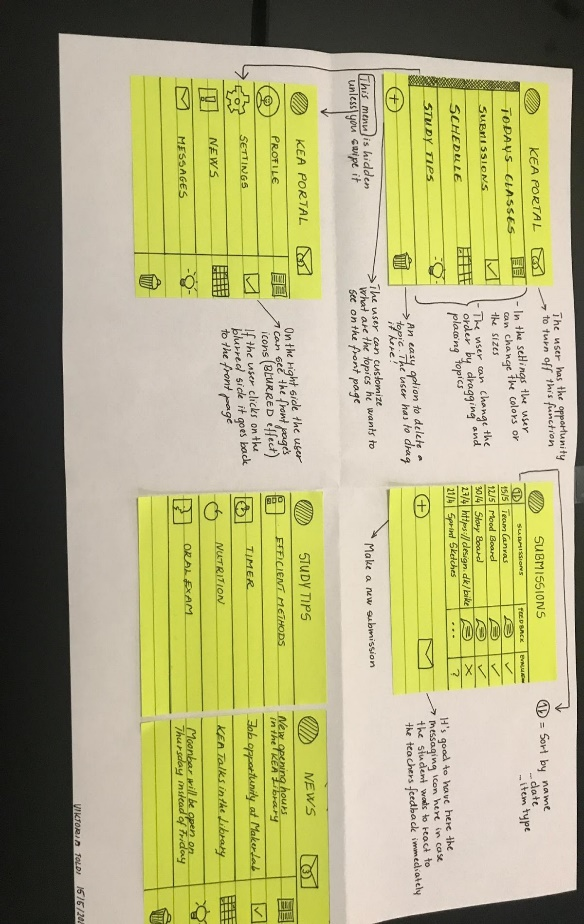 KEA PORTAL
TODAYS CLASSES
SUBMISSIONS
SCHEDULE
STUDY TIPS
The user has the opportunity
to turn off this function
- In the settings the user
can change the colors or
the sizes
- The user can change the
order by dragging and
placing topics
An easy option to delete a
topic. The user has to drag
it here.
The user can customize
what are the topics he wants to
see on the front page
This menu is hidden
unless you swipe it
KEA PORTAL
3
PROFILE
SETTINGS
NEWS
MESSAGES
On the right side the user
can see the front page's
icons (BLURRED effect)
If the user clicks on the
blurred side it goes back
to the front page
SUBMISSIONS
SUBMISSIONS FEEDBACK
15/5 Team Canvas
12/5 Mood Board
30/4 Story Board
27/4 https://design.dk/bike
21/4 Sprint Sketches ... ?
= Sort by name
- date
- item type
Make a new submission
It's good to have here the
messaging icon here in case
the student wants to react to
the teachers feedback immediately
STUDY TIPS
EFFICIENT METHODS
TIMER
NUTRITION
ORAL EXAM
?
NEWS
3
New opening hours
in the KEA Library
Job opportunity at MakerLab
KEA Talks in the Library
Moonbar will be open on
Thursday instead of Friday
VIKTORIA TOLDI